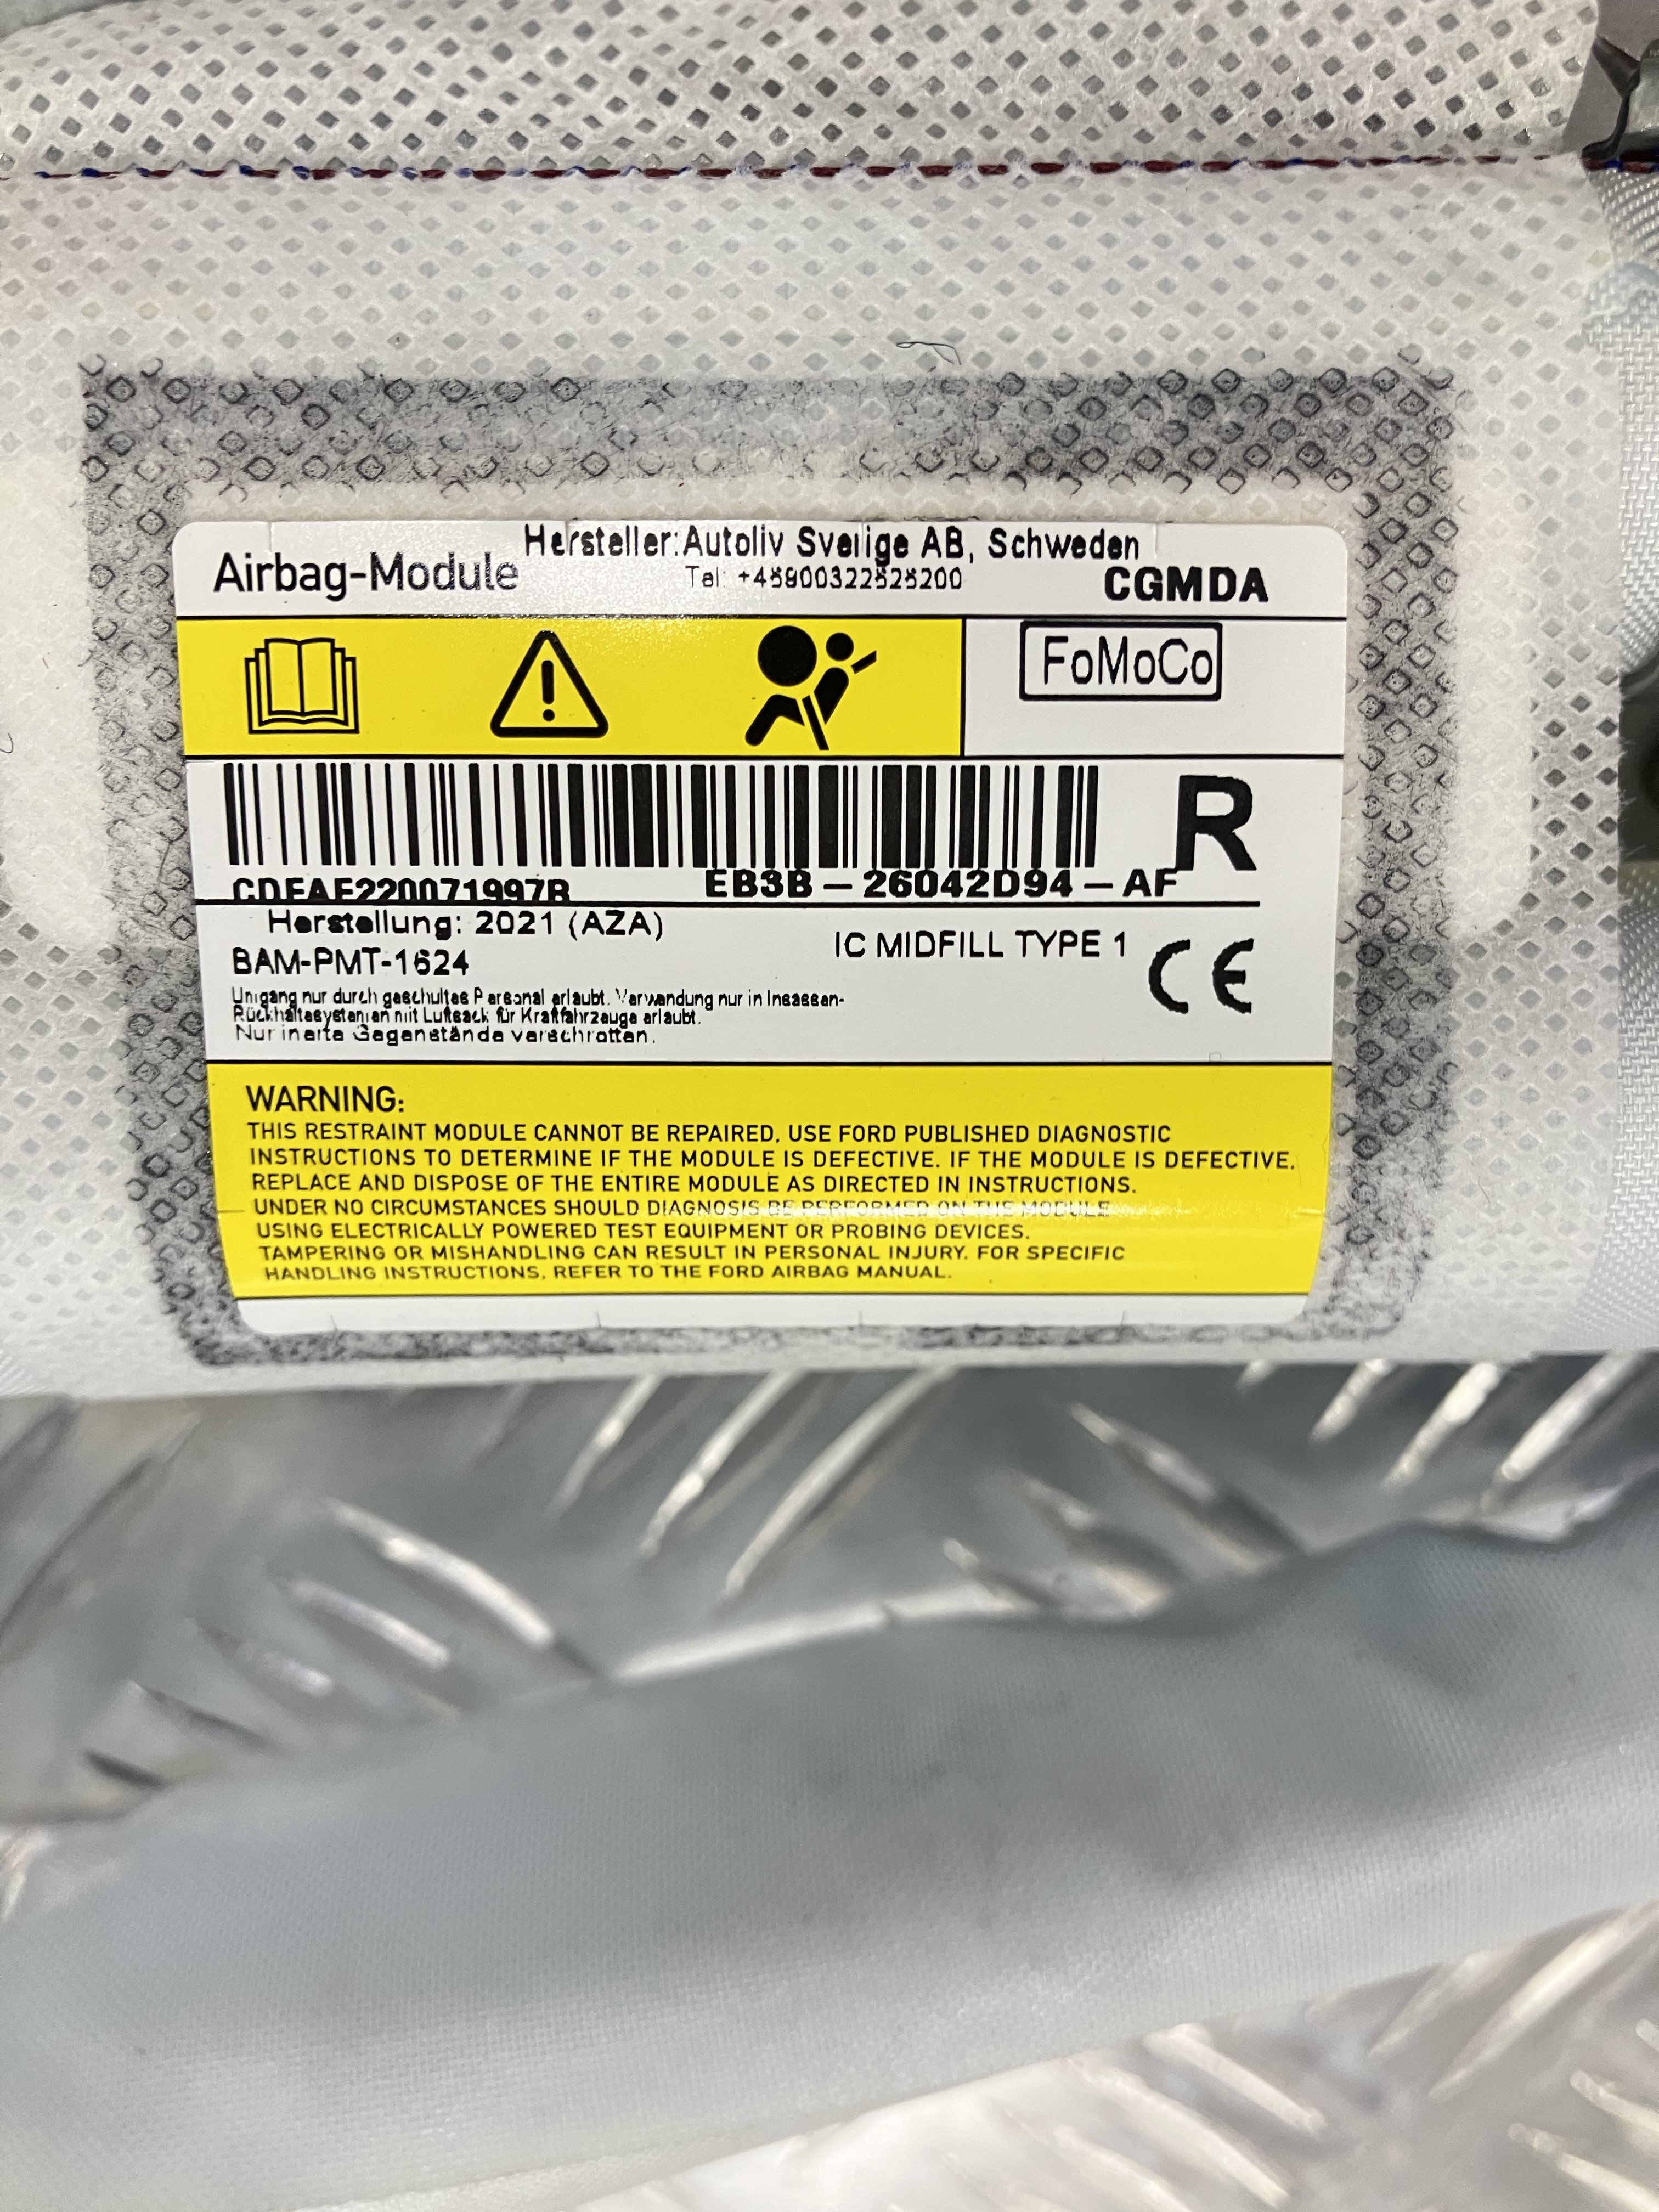 Hersteller:Autoliv Sverige AB, Schweden
Airbag-Module
Tel: +45800322525200
CGMDA
FoMoCo
R
CDEAF220071997R
EB3B-26042D94-AF
Herstellung: 2021 (AZA)
IC MIDFILL TYPE 1
BAM-PMT-1624
CE
Umgang nur durch geschultes Personal erlaubt. Verwendung nur in Insassen-
Rückhaltesystemen mit Luftsack für Kraftfahrzeuge erlaubt.
Nur inerte Gegenstände verschrotten.
WARNING:
THIS RESTRAINT MODULE CANNOT BE REPAIRED. USE FORD PUBLISHED DIAGNOSTIC
INSTRUCTIONS TO DETERMINE IF THE MODULE IS DEFECTIVE. IF THE MODULE IS DEFECTIVE.
REPLACE AND DISPOSE OF THE ENTIRE MODULE AS DIRECTED IN INSTRUCTIONS.
UNDER NO CIRCUMSTANCES SHOULD DIAGNOSIS BE PERFORMED ON THE MODULE
USING ELECTRICALLY POWERED TEST EQUIPMENT OR PROBING DEVICES.
TAMPERING OR MISHANDLING CAN RESULT IN PERSONAL INJURY. FOR SPECIFIC
HANDLING INSTRUCTIONS, REFER TO THE FORD AIRBAG MANUAL.